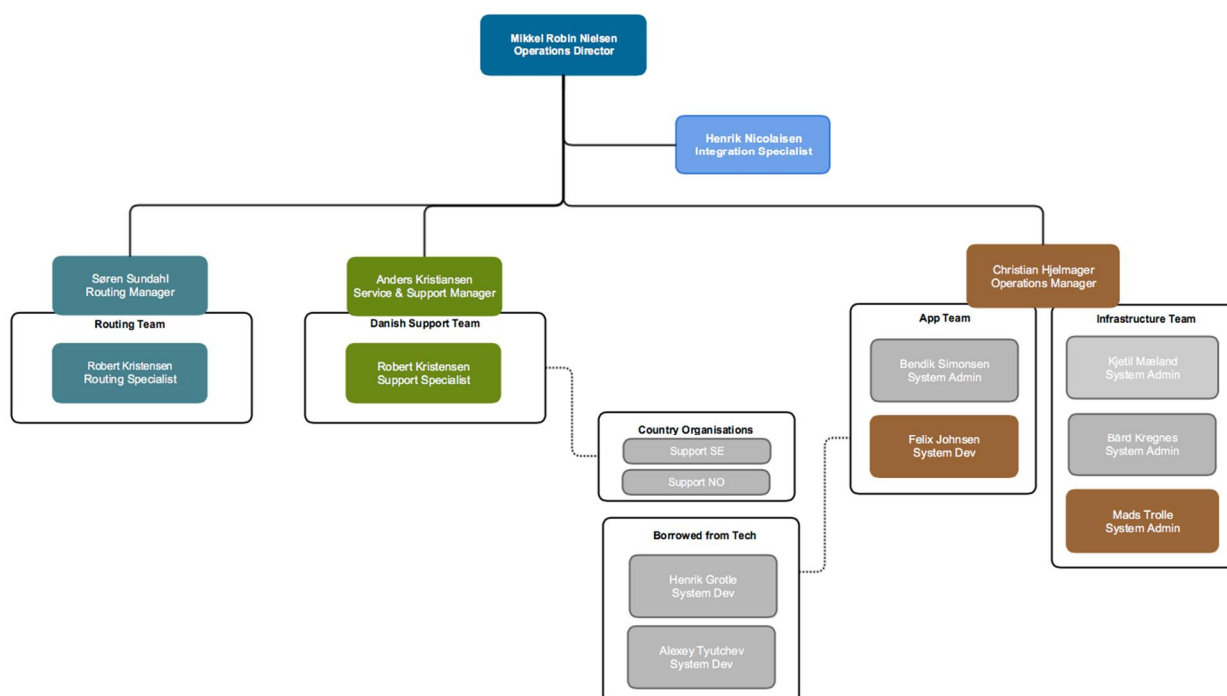 Mikkel Robin Nielsen
Operations Director
Henrik Nicolaisen
Integration Specialist
Søren Sundahl
Routing Manager
Anders Kristiansen
Service & Support Manager
Christian Hjelmager
Operations Manager
Routing Team
Robert Kristensen
Routing Specialist
Danish Support Team
Robert Kristensen
Support Specialist
Country Organisations
Support SE
Support NO
Borrowed from Tech
Henrik Grotle
System Dev
Alexey Tyutchev
System Dev
App Team
Bendik Simonsen
System Admin
Felix Johnsen
System Dev
Infrastructure Team
Kjetil Mæland
System Admin
Bård Kregnes
System Admin
Mads Trolle
System Admin